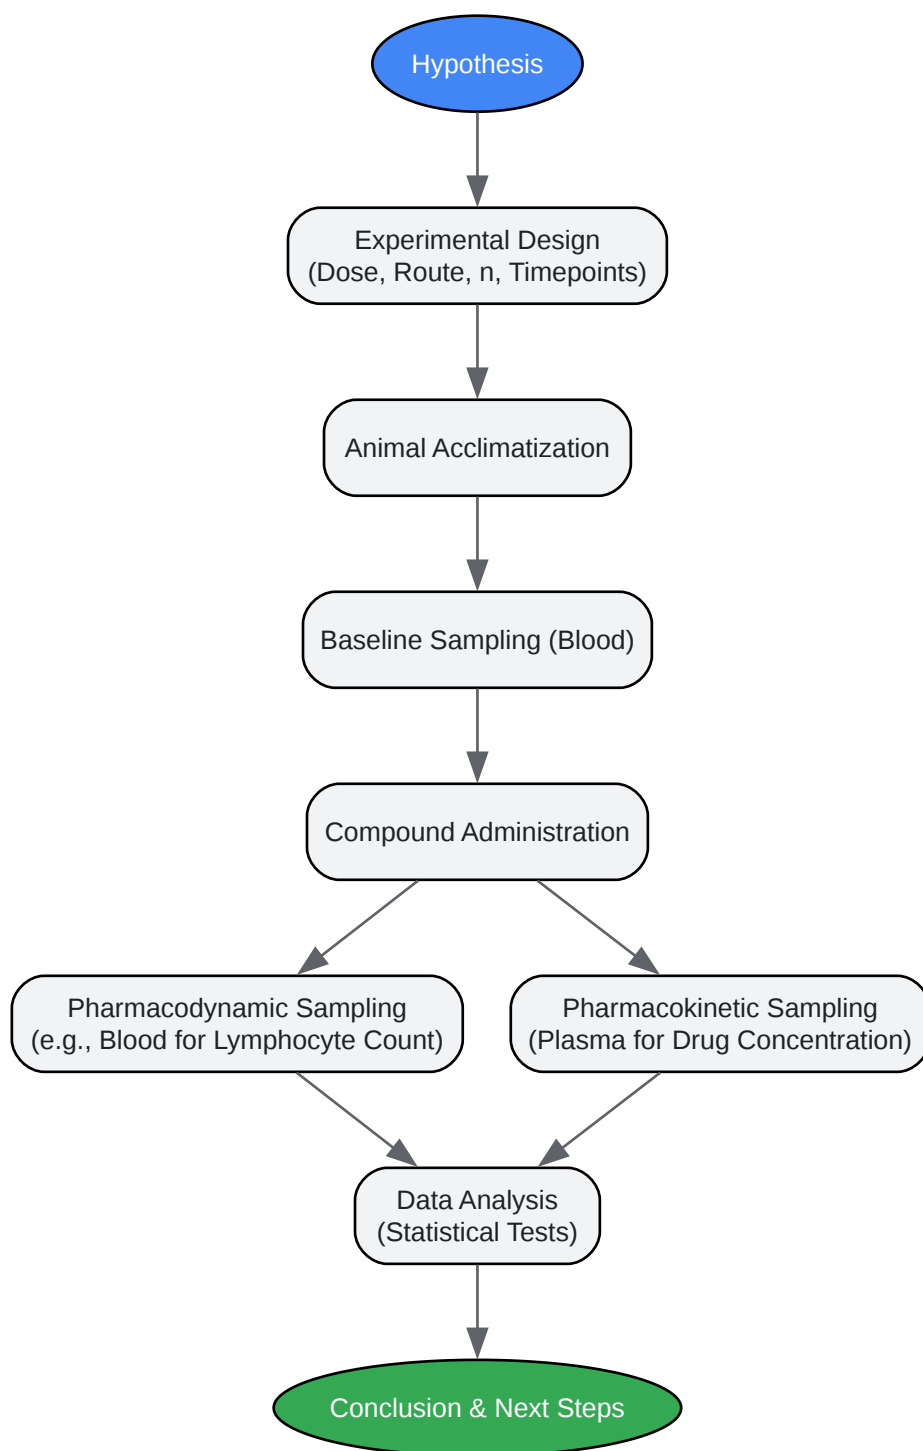 Hypothesis
Experimental Design
(Dose, Route, n, Timepoints)
Animal Acclimatization
Baseline Sampling (Blood)
Compound Administration
Pharmacodynamic Sampling
(e.g., Blood for Lymphocyte Count)
Pharmacokinetic Sampling
(Plasma for Drug Concentration)
Data Analysis
(Statistical Tests)
Conclusion & Next Steps